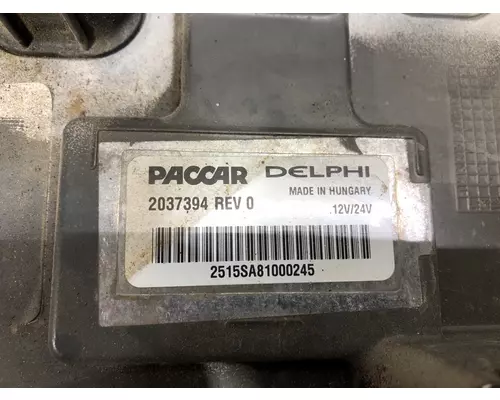 PACCAR DELPHI
MADE IN HUNGARY
2037394 REV 0 12V/24V
2515SA81000245